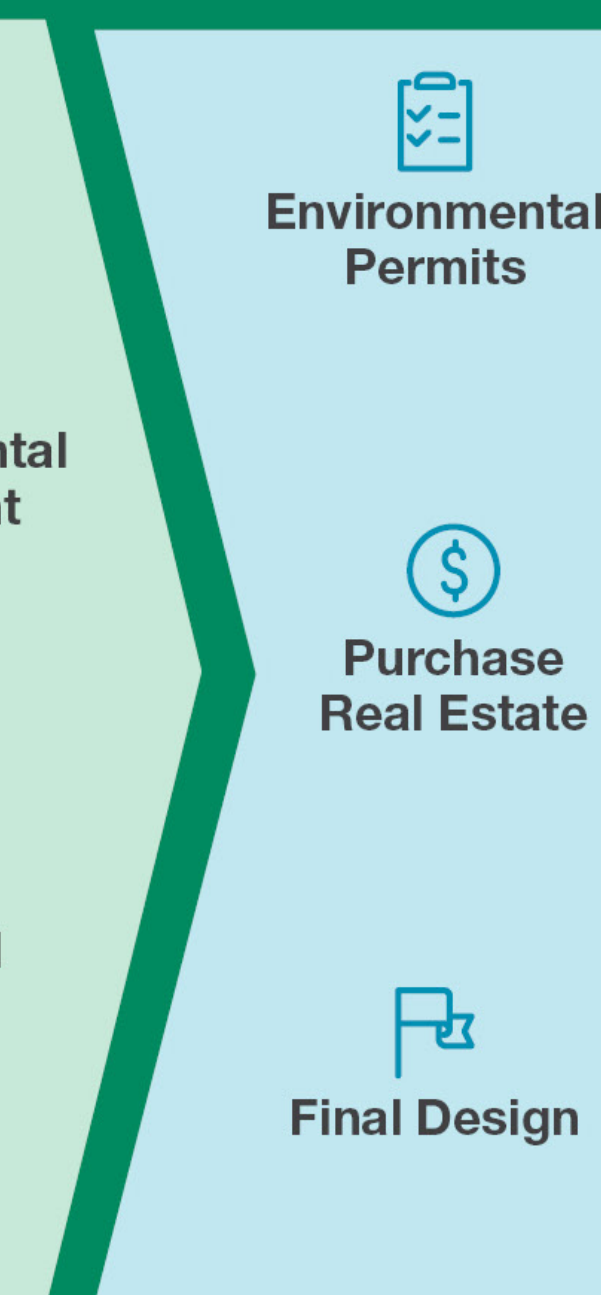 Environmental
Permits
Purchase
Real Estate
Final Design